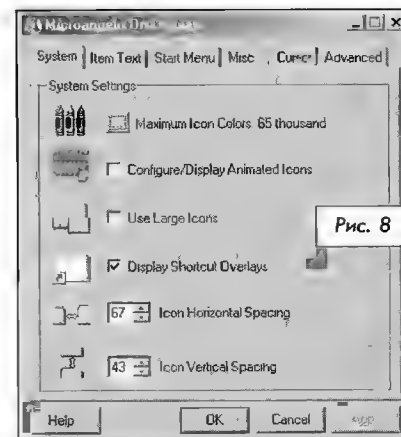 Microangelo
System Item Text Start Menu Misc Cursor Advanced
System Settings
Maximum Icon Colors 65 thousand
Configure/Display Animated Icons
Use Large Icons
Рис. 8
Display Shortcut Overlays
67 Icon Horizontal Spacing
43 Icon Vertical Spacing
Help OK Cancel